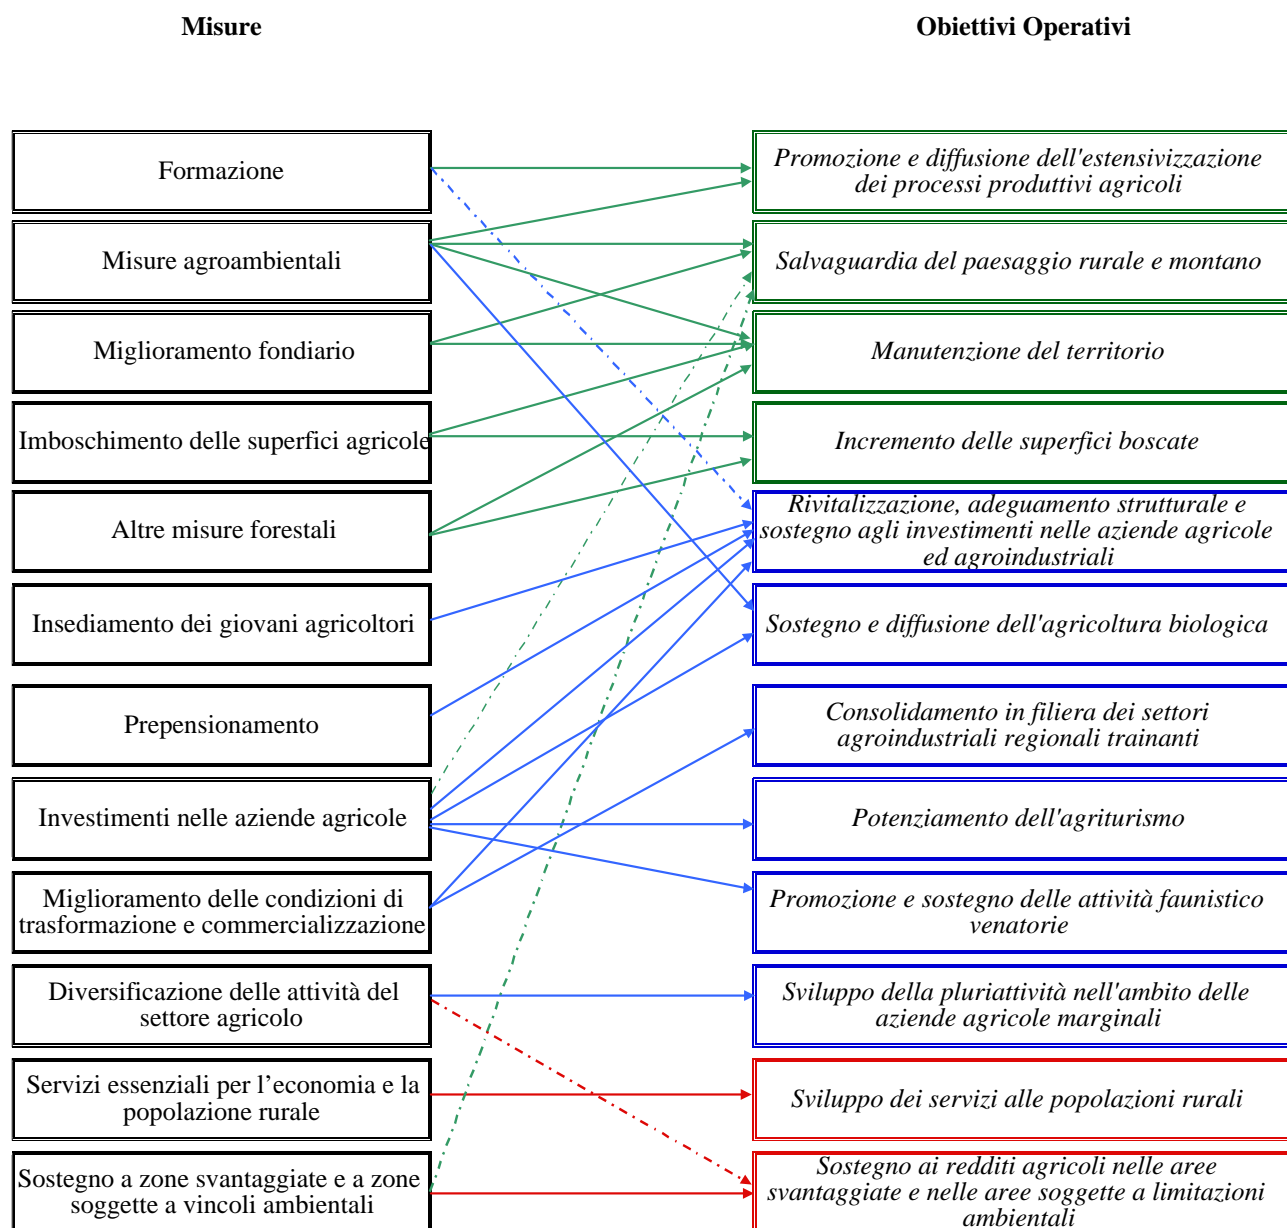 Misure
Obiettivi Operativi
Formazione
Promozione e diffusione dell'estensivizzazione
dei processi produttivi agricoli
Misure agroambientali
Salvaguardia del paesaggio rurale e montano
Miglioramento fondiario
Manutenzione del territorio
Imboschimento delle superfici agricole
Incremento delle superfici boscate
Altre misure forestali
Rivitalizzazione, adeguamento strutturale e
sostegno agli investimenti nelle aziende agricole
ed agroindustriali
Insediamento dei giovani agricoltori
Sostegno e diffusione dell'agricoltura biologica
Prepensionamento
Consolidamento in filiera dei settori
agroindustriali regionali trainanti
Investimenti nelle aziende agricole
Potenziamento dell'agriturismo
Miglioramento delle condizioni di
trasformazione e commercializzazione
Promozione e sostegno delle attività faunistico
venatorie
Diversificazione delle attività del
settore agricolo
Sviluppo della pluriattività nell'ambito delle
aziende agricole marginali
Servizi essenziali per l’economia e la
popolazione rurale
Sviluppo dei servizi alle popolazioni rurali
Sostegno a zone svantaggiate e a zone
soggette a vincoli ambientali
Sostegno ai redditi agricoli nelle aree
svantaggiate e nelle aree soggette a limitazioni
ambientali